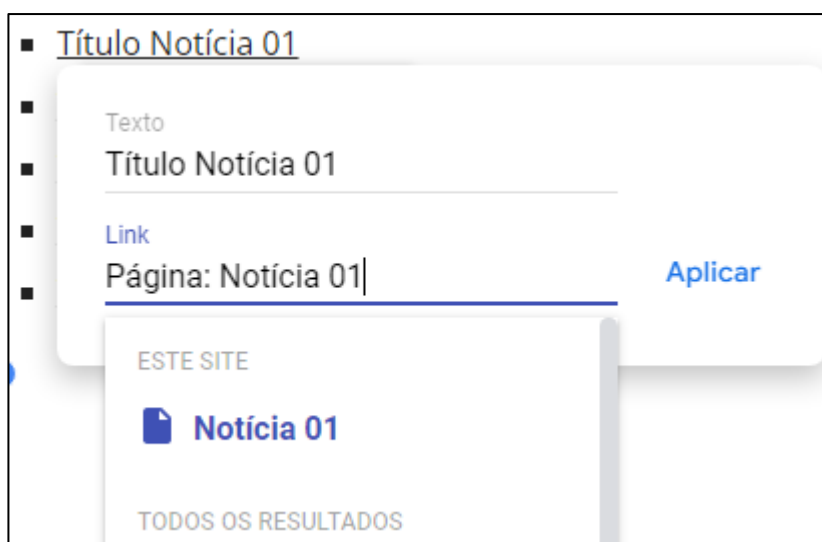 Título Notícia 01
Texto
Título Notícia 01
Link
Página: Notícia 01
Aplicar
ESTE SITE
Notícia 01
TODOS OS RESULTADOS